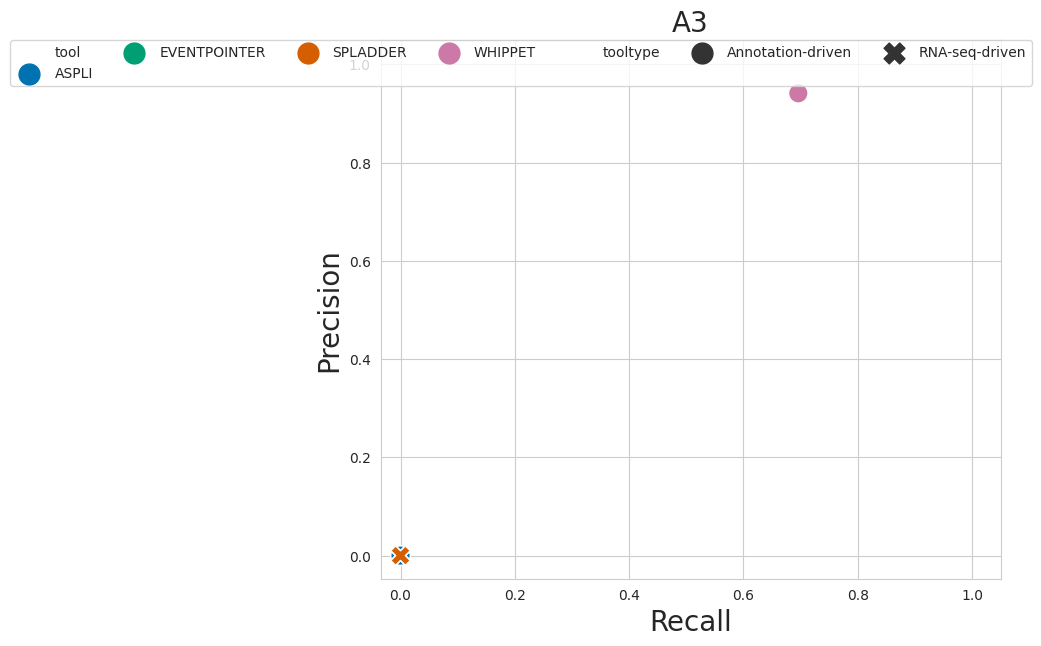 A3
tool EVENTPOINTER SPLADDER WHIPPET tooltype Annotation-driven RNA-seq-driven
ASPLI
1.0
0.8
0.6
0.4
0.2
0.0
Precision
0.0 0.2 0.4 0.6 0.8 1.0
Recall